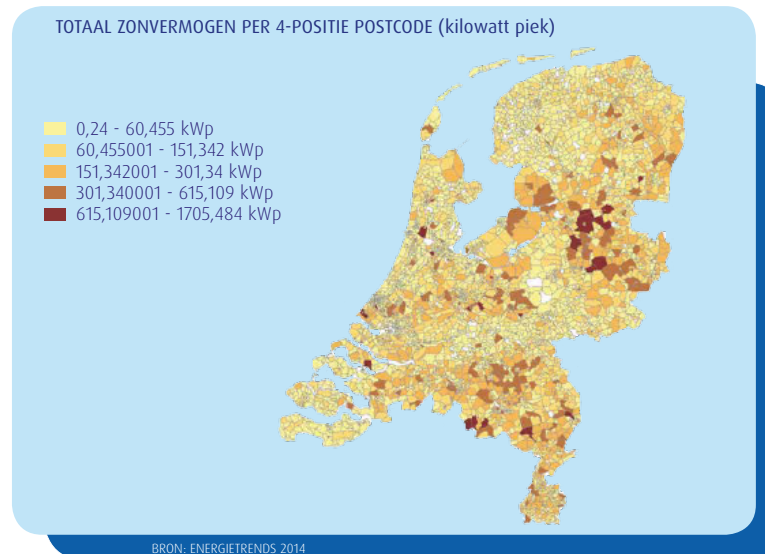 TOTAAL ZONVERMOGEN PER 4-POSITIE POSTCODE (kilowatt piek)
0,24 - 60,455 kWp
60,455001 - 151,342 kWp
151,342001 - 301,34 kWp
301,340001 - 615,109 kWp
615,109001 - 1705,484 kWp
BRON: ENERGIETRENDS 2014